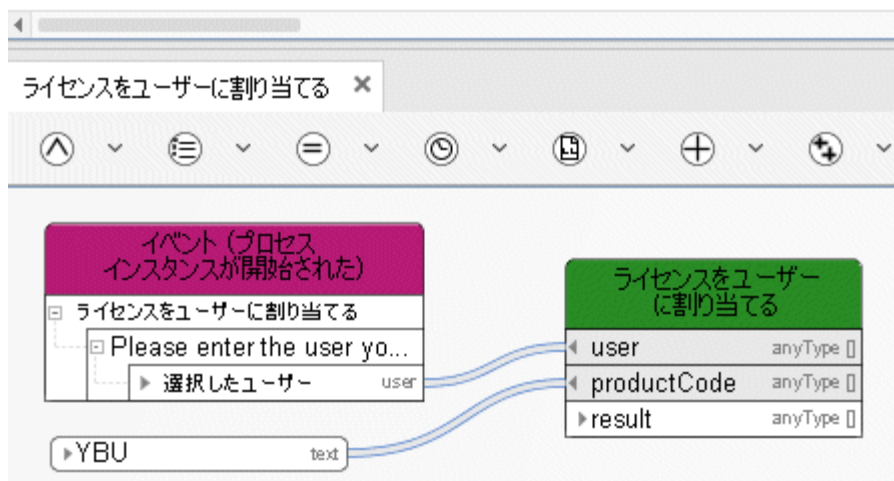 ライセンスをユーザーに割り当てる
イベント (プロセス
インスタンスが開始された)
ライセンスをユーザーに割り当てる
Please enter the user yo...
選択したユーザー user
YBU text
ライセンスをユーザー
に割り当てる
user anyType []
productCode anyType []
result anyType []